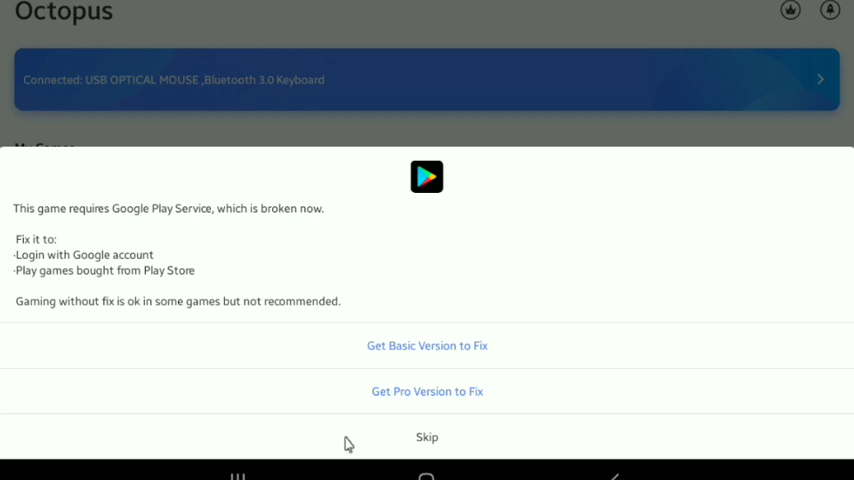 Octopus
Connected: USB OPTICAL MOUSE ,Bluetooth 3.0 Keyboard
My Games
This game requires Google Play Service, which is broken now.
Fix it to:
·Login with Google account
·Play games bought from Play Store
Gaming without fix is ok in some games but not recommended.
Get Basic Version to Fix
Get Pro Version to Fix
Skip